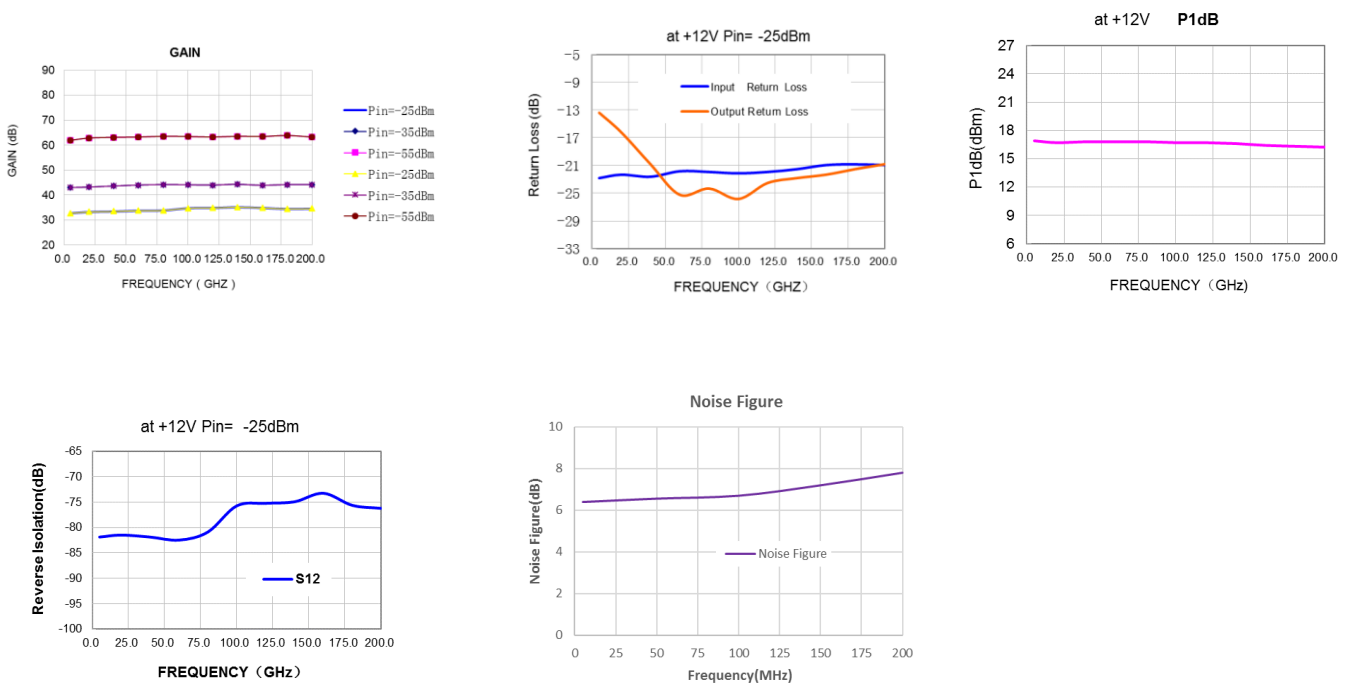 GAIN
GAIN (dB)
90
80
70
60
50
40
30
20
0.0 25.0 50.0 75.0 100.0 125.0 150.0 175.0 200.0
FREQUENCY ( GHZ )
Pin=-25dBm
Pin=-35dBm
Pin=-55dBm
Pin=-25dBm
Pin=-35dBm
Pin=-55dBm
at +12V Pin= -25dBm
Return Loss (dB)
-5
-9
-13
-17
-21
-25
-29
-33
Input Return Loss
Output Return Loss
0.0 25.0 50.0 75.0 100.0 125.0 150.0 175.0 200.0
FREQUENCY（GHZ）
at +12V P1dB
P1dB(dBm)
27
24
21
18
15
12
9
6
0.0 25.0 50.0 75.0 100.0 125.0 150.0 175.0 200.0
FREQUENCY（GHz)
at +12V Pin= -25dBm
Reverse Isolation(dB)
-65
-70
-75
-80
-85
-90
-95
-100
S12
0.0 25.0 50.0 75.0 100.0 125.0 150.0 175.0 200.0
FREQUENCY（GHz）
Noise Figure
Noise Figure(dB)
10
8
6
4
2
0
Noise Figure
0 25 50 75 100 125 150 175 200
Frequency(MHz)